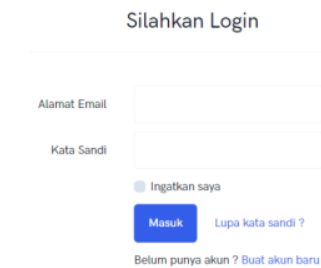 Silahkan Login
Alamat Email
Kata Sandi
Ingatkan saya
Masuk Lupa kata sandi ?
Belum punya akun ? Buat akun baru